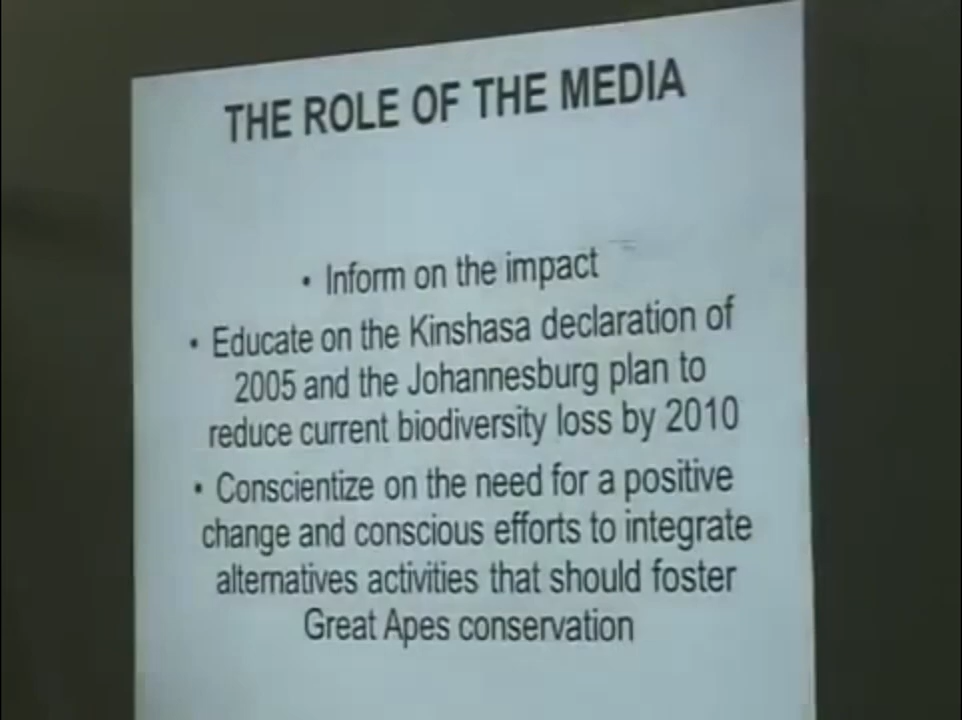 THE ROLE OF THE MEDIA
• Inform on the impact
• Educate on the Kinshasa declaration of
2005 and the Johannesburg plan to
reduce current biodiversity loss by 2010
• Conscientize on the need for a positive
change and conscious efforts to integrate
alternatives activities that should foster
Great Apes conservation